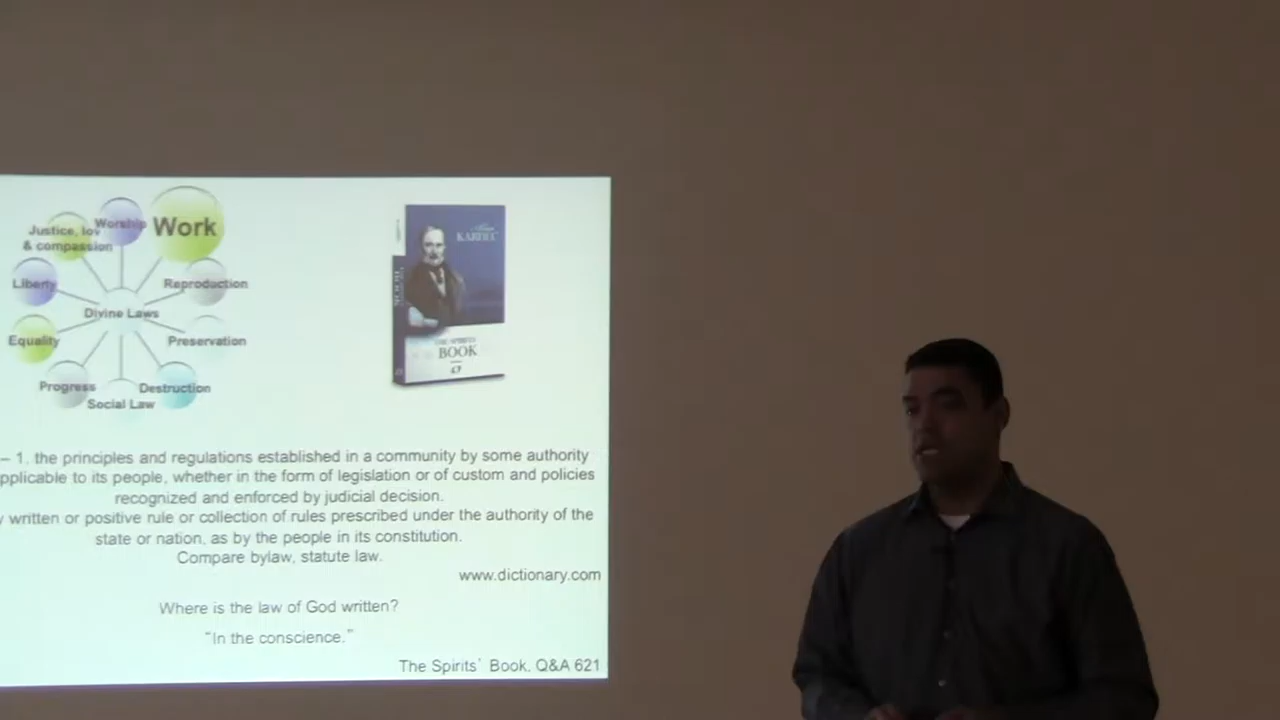 Work
Worship
Justice, lov
& compassion
Liberty
Reproduction
Divine Laws
Equality
Preservation
Progress
Destruction
Social Law
KARDEC
THE SPIRITS'
BOOK
– 1. the principles and regulations established in a community by some authority
pplicable to its people, whether in the form of legislation or of custom and policies
recognized and enforced by judicial decision.
y written or positive rule or collection of rules prescribed under the authority of the
state or nation, as by the people in its constitution.
Compare bylaw, statute law.
www.dictionary.com
Where is the law of God written?
“In the conscience.”
The Spirits’ Book, Q&A 621